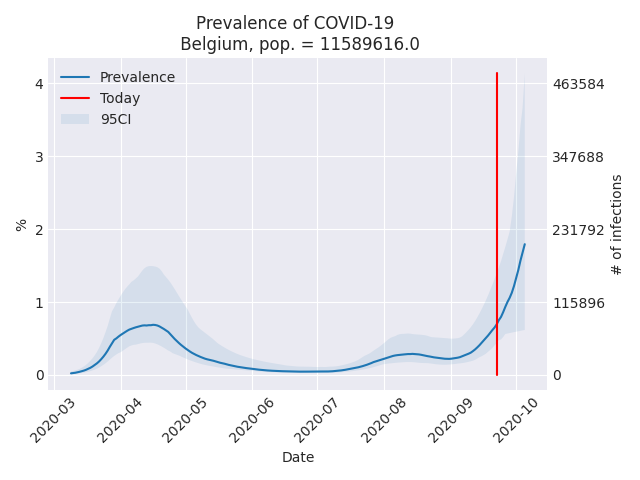 Prevalence of COVID-19
Belgium, pop. = 11589616.0
Prevalence
Today
95CI
4
3
2
1
0
%
463584
347688
231792
115896
0
# of infections
2020-03
2020-04
2020-05
2020-06
2020-07
2020-08
2020-09
2020-10
Date